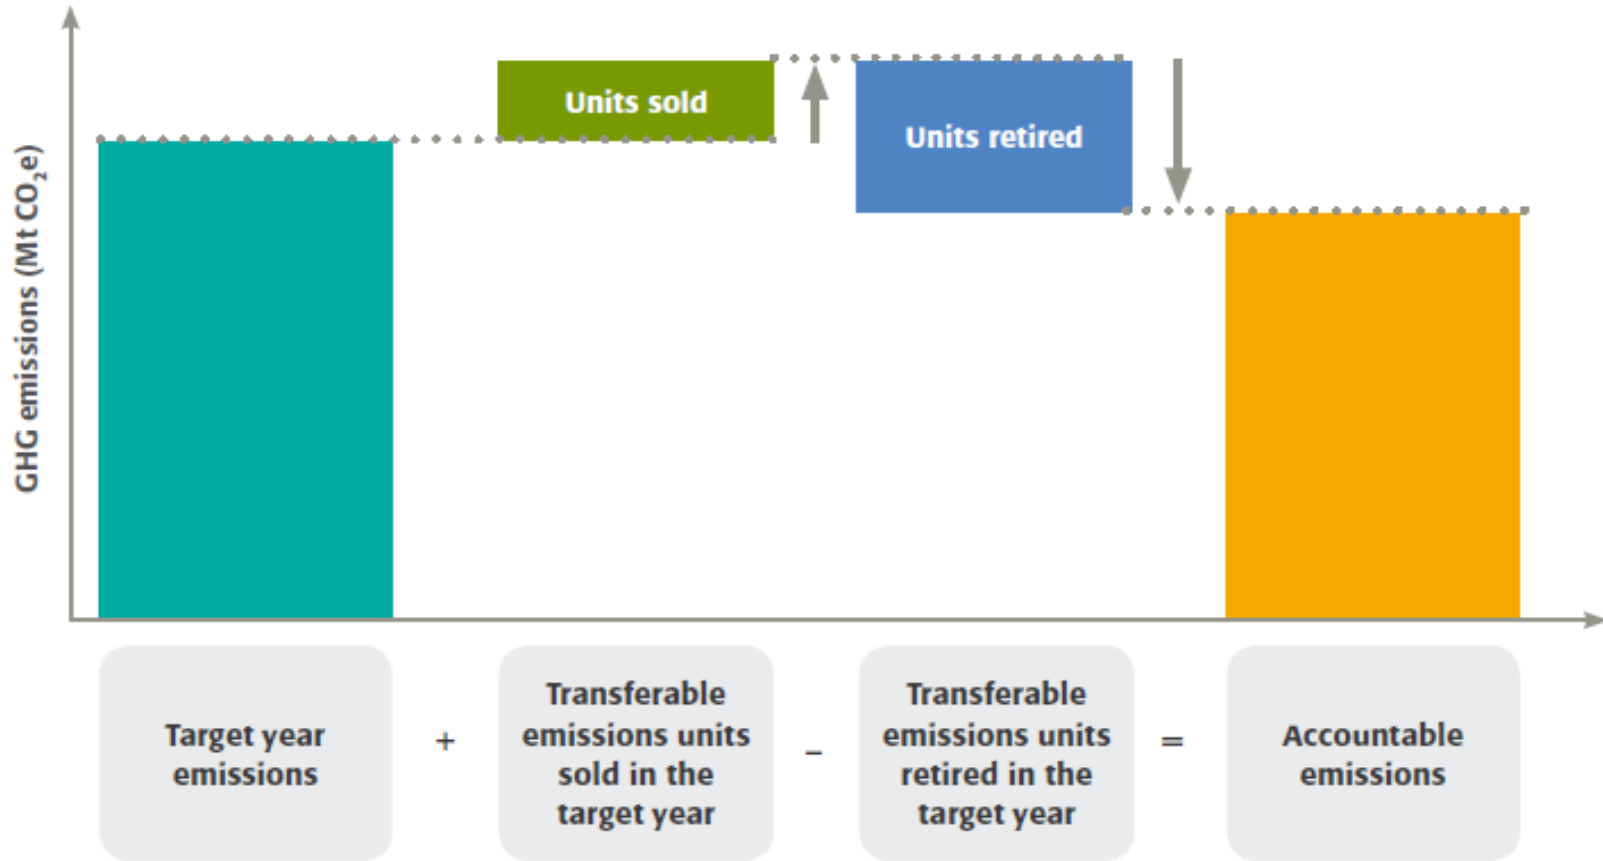 GHG emissions (Mt CO₂e)
Units sold
Units retired
Target year
emissions
+
Transferable
emissions units
sold in the
target year
–
Transferable
emissions units
retired in the
target year
=
Accountable
emissions